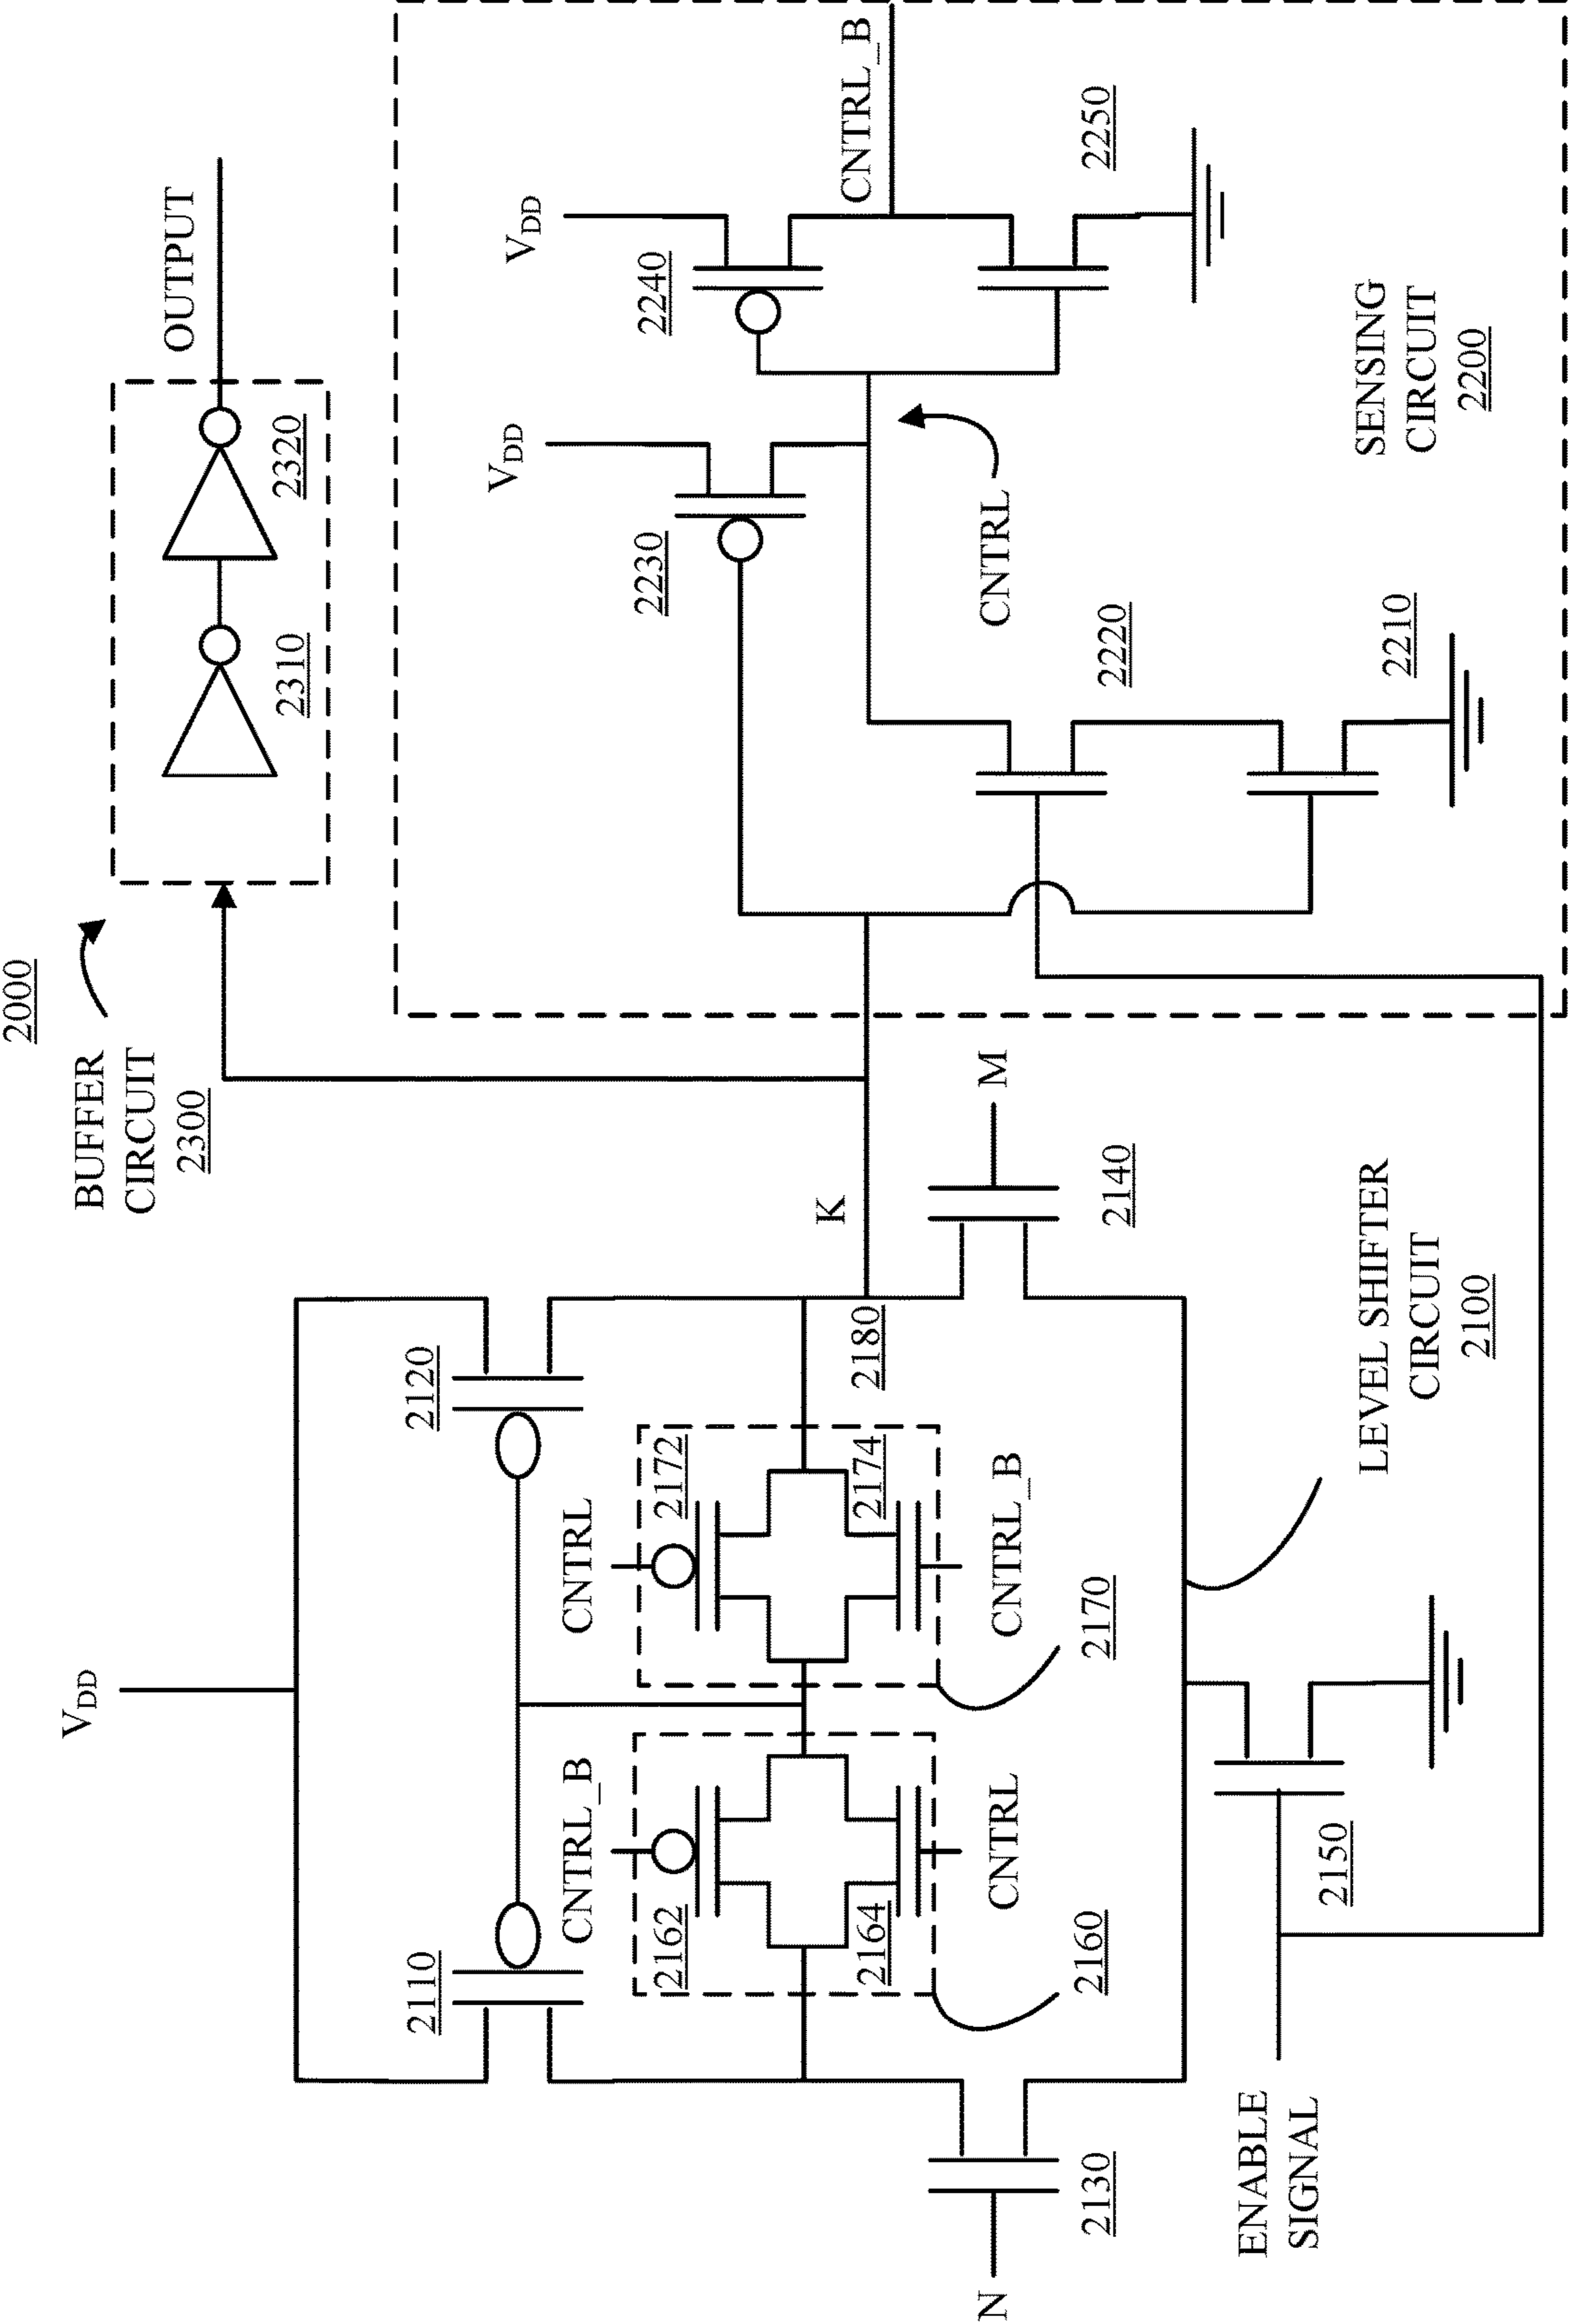 2000
BUFFER
CIRCUIT
2300
2310
2320
OUTPUT
V_DD
2110
2120
CNTRL_B
CNTRL
2162
2164
2172
2174
CNTRL
CNTRL_B
2160
2170
N
2130
K
2180
M
2140
ENABLE
SIGNAL
2150
LEVEL SHIFTER
CIRCUIT
2100
V_DD
2230
V_DD
2240
CNTRL_B
2250
CNTRL
2220
2210
SENSING
CIRCUIT
2200